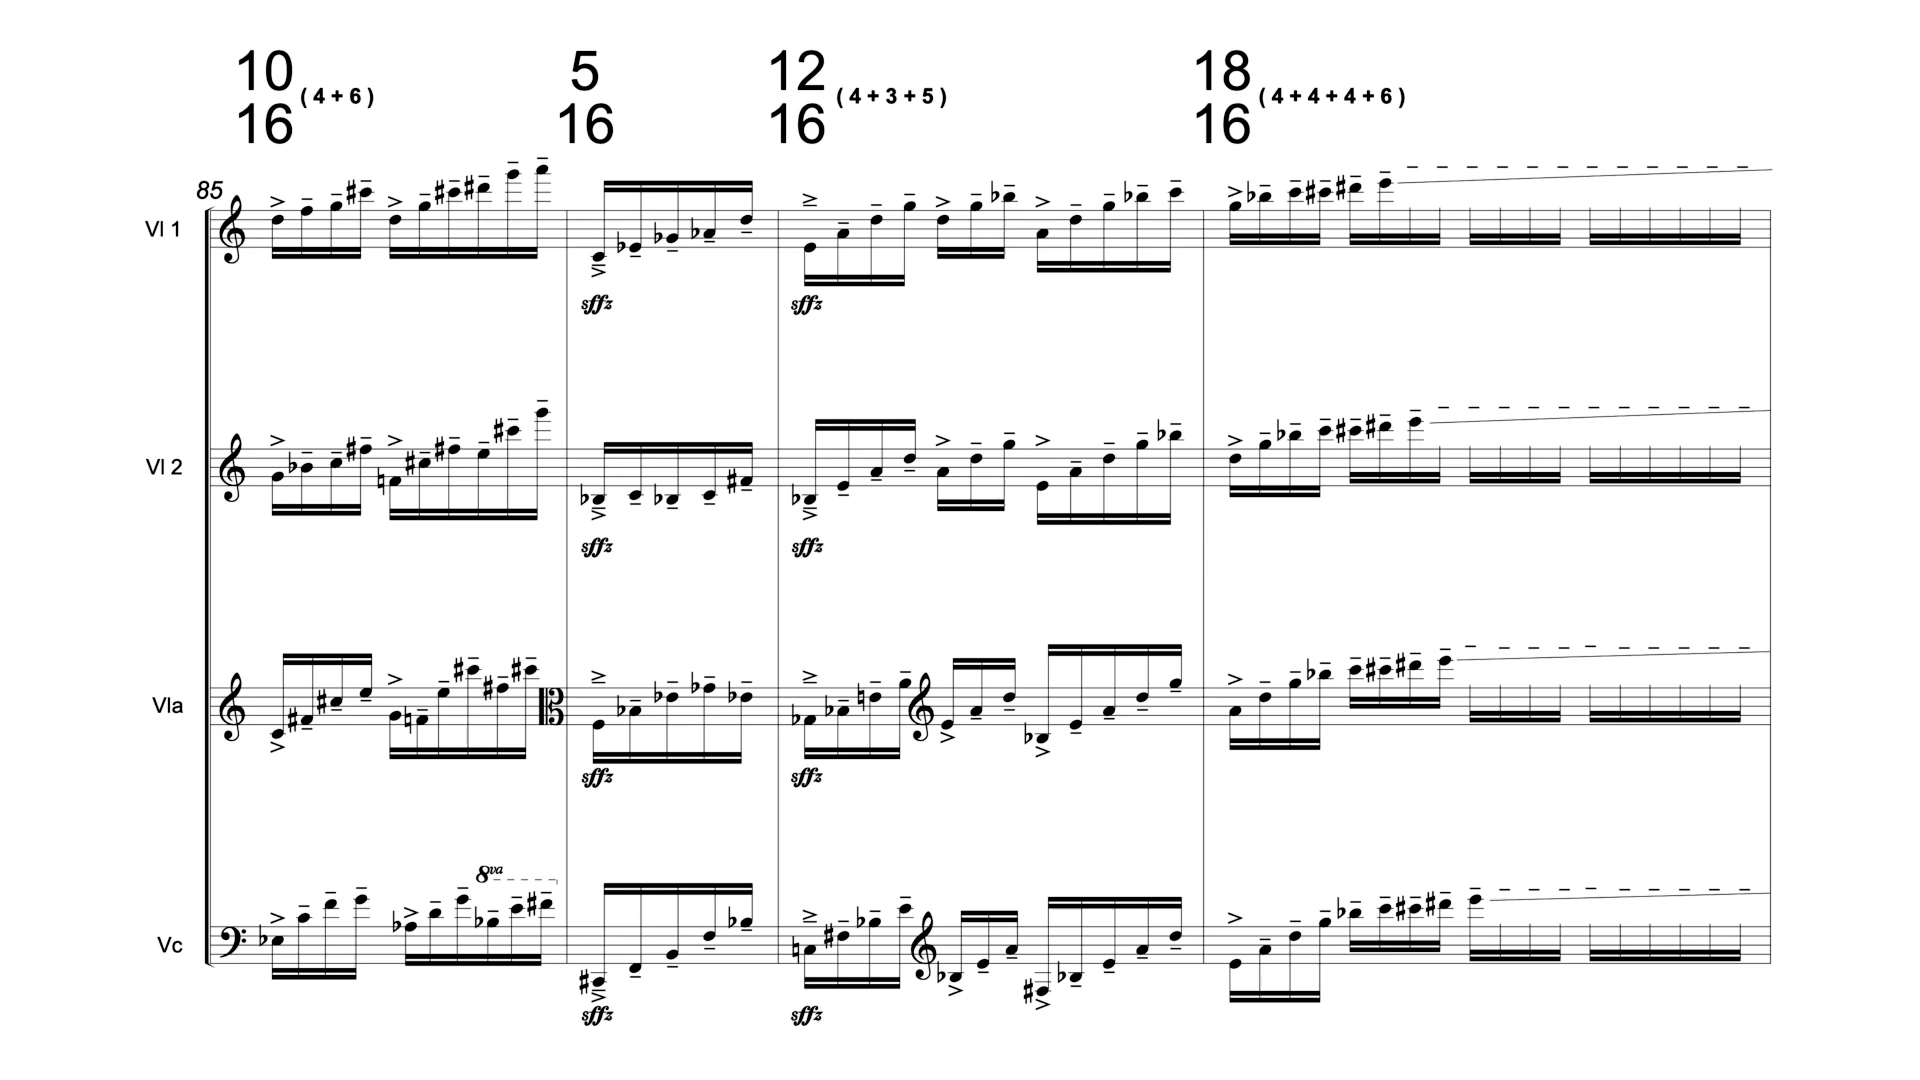 10 5 12 18
( 4 + 6 ) ( 4 + 3 + 5 ) ( 4 + 4 + 4 + 6 )
16 16 16 16
85
Vl 1
sffz sffz
Vl 2
sffz sffz
Vla
sffz sffz
8va
Vc
sffz sffz